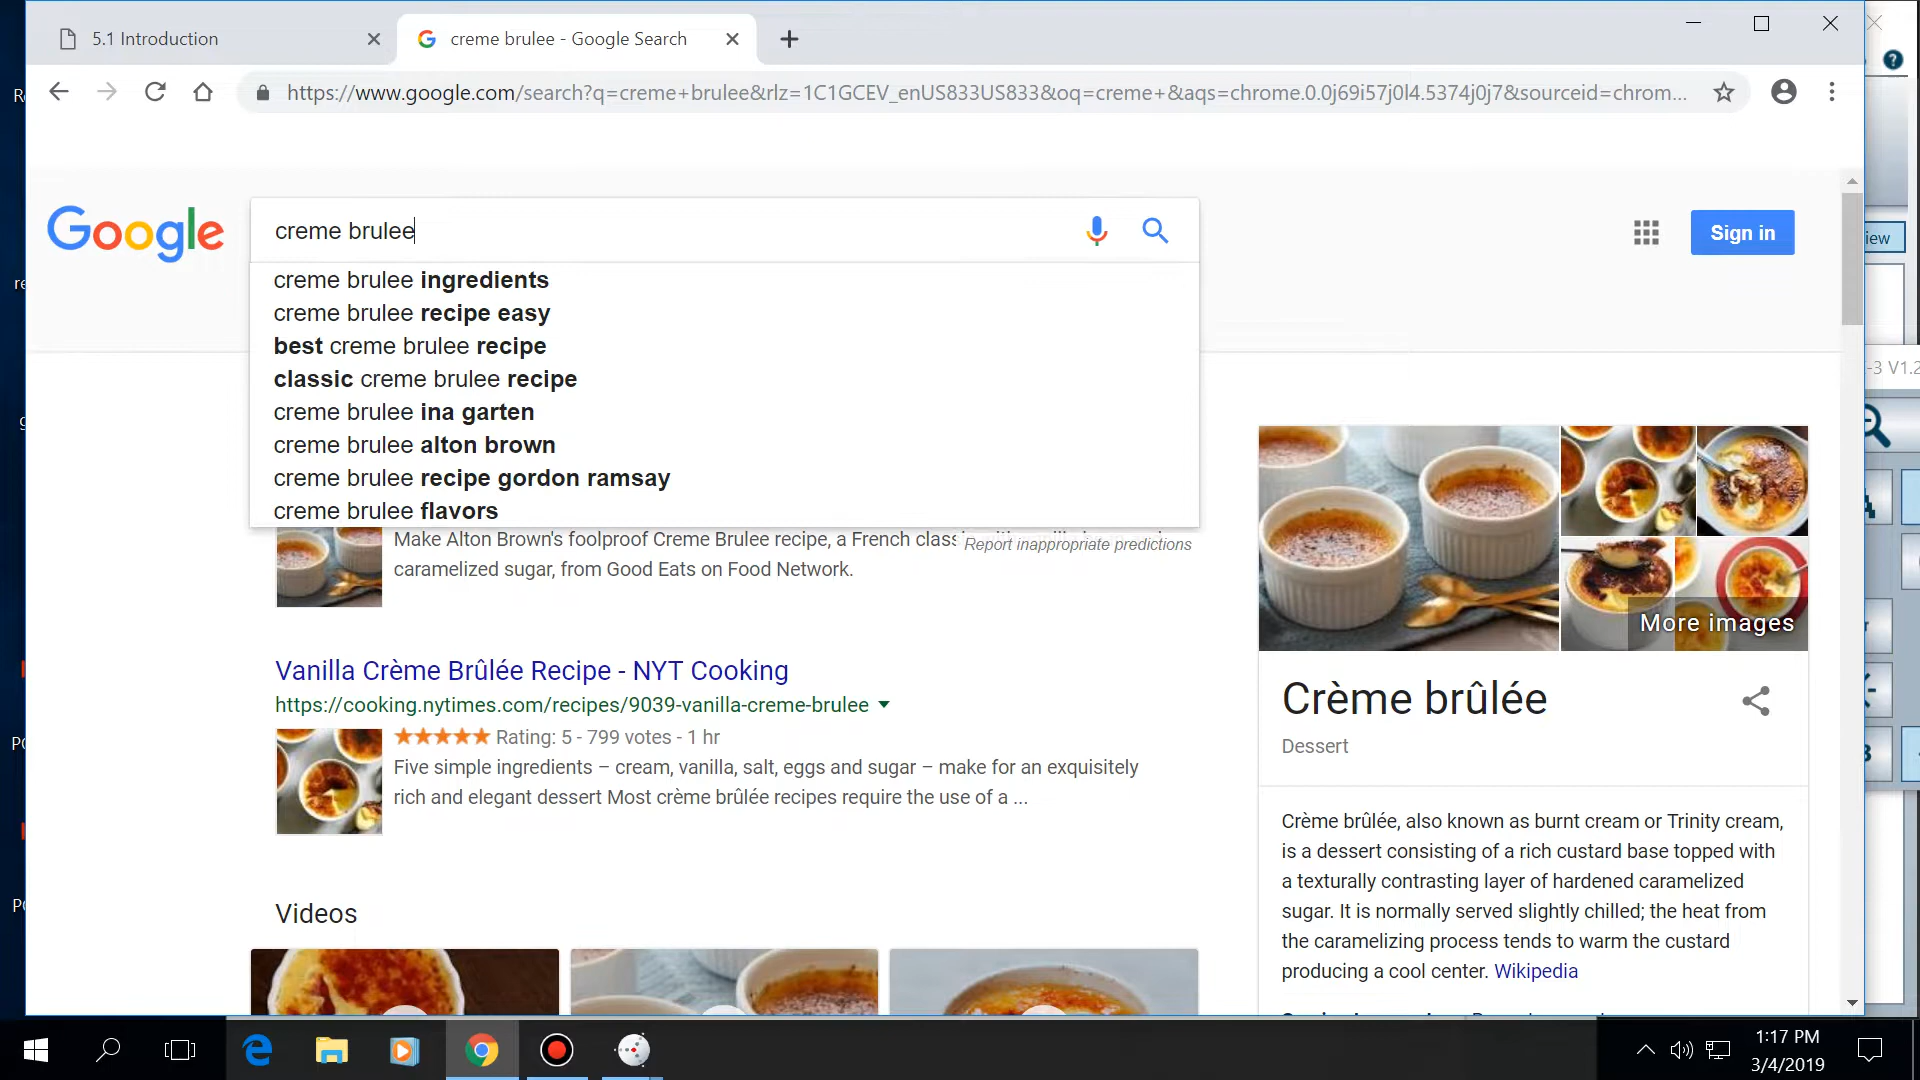 5.1 Introduction
creme brulee - Google Search
https://www.google.com/search?q=creme+brulee&rlz=1C1GCEV_enUS833US833&oq=creme+&aqs=chrome.0.0j69i57j0l4.5374j0j7&sourceid=chrom...
Google
creme brulee
Sign in
creme brulee ingredients
creme brulee recipe easy
best creme brulee recipe
classic creme brulee recipe
creme brulee ina garten
creme brulee alton brown
creme brulee recipe gordon ramsay
creme brulee flavors
Make Alton Brown's foolproof Creme Brulee recipe, a French
Report inappropriate predictions
caramelized sugar, from Good Eats on Food Network.
Vanilla Crème Brûlée Recipe - NYT Cooking
https://cooking.nytimes.com/recipes/9039-vanilla-creme-brulee
Rating: 5 - 799 votes - 1 hr
Five simple ingredients – cream, vanilla, salt, eggs and sugar – make for an exquisitely
rich and elegant dessert Most crème brûlée recipes require the use of a ...
Videos
More images
Crème brûlée
Dessert
Crème brûlée, also known as burnt cream or Trinity cream,
is a dessert consisting of a rich custard base topped with
a texturally contrasting layer of hardened caramelized
sugar. It is normally served slightly chilled; the heat from
the caramelizing process tends to warm the custard
producing a cool center. Wikipedia
-3 V1.2
1:17 PM
3/4/2019